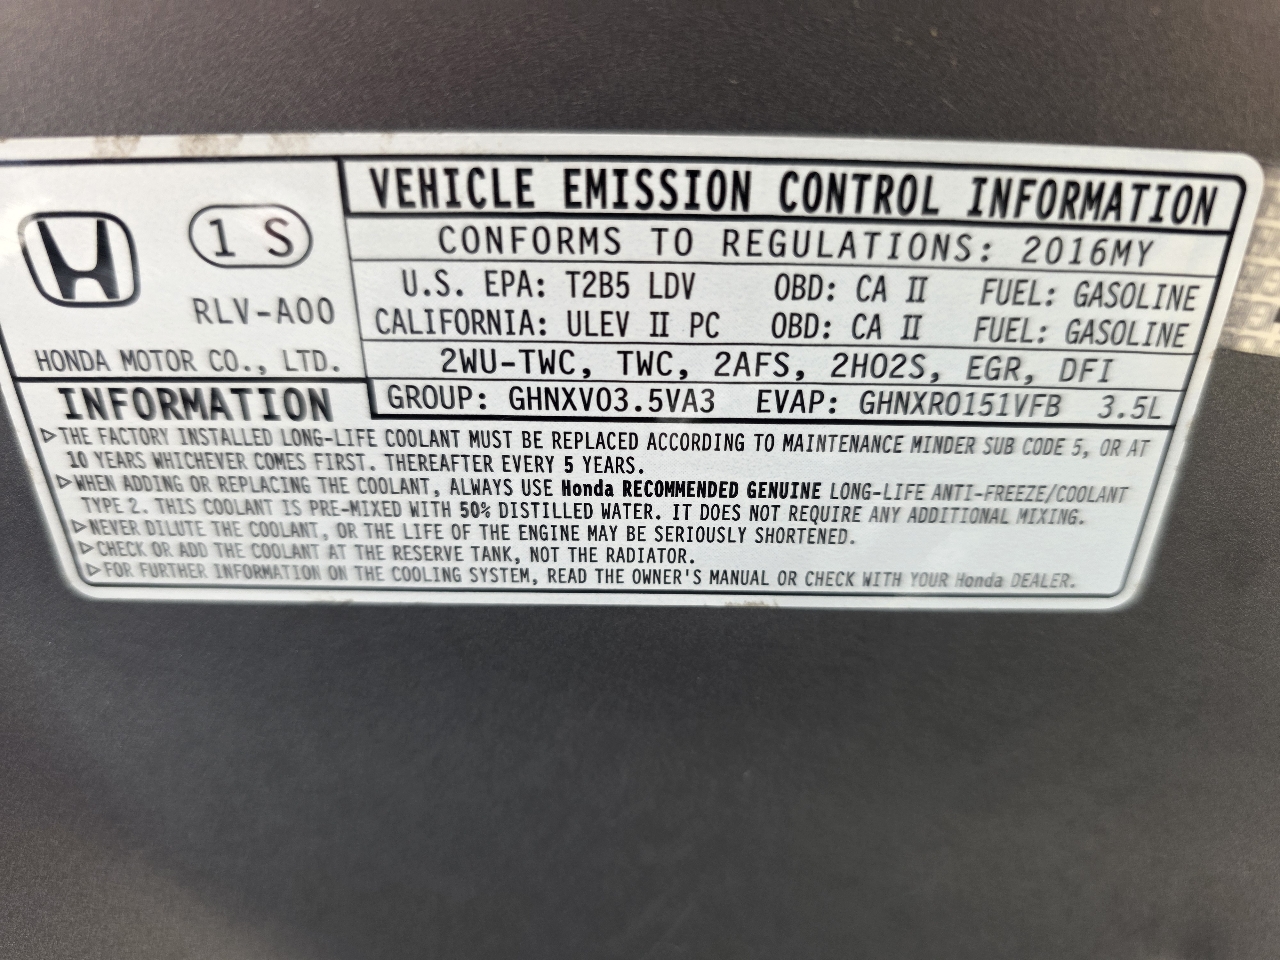 VEHICLE EMISSION CONTROL INFORMATION
1 S
RLV-A00
HONDA MOTOR CO., LTD.
CONFORMS TO REGULATIONS: 2016MY
U.S. EPA: T2B5 LDV OBD: CA II FUEL: GASOLINE
CALIFORNIA: ULEV II PC OBD: CA II FUEL: GASOLINE
2WU-TWC, TWC, 2AFS, 2HO2S, EGR, DFI
GROUP: GHNXV03.5VA3 EVAP: GHNXR0151VFB 3.5L
INFORMATION
▷THE FACTORY INSTALLED LONG-LIFE COOLANT MUST BE REPLACED ACCORDING TO MAINTENANCE MINDER SUB CODE 5, OR AT
10 YEARS WHICHEVER COMES FIRST. THEREAFTER EVERY 5 YEARS.
▷WHEN ADDING OR REPLACING THE COOLANT, ALWAYS USE Honda RECOMMENDED GENUINE LONG-LIFE ANTI-FREEZE/COOLANT
TYPE 2. THIS COOLANT IS PRE-MIXED WITH 50% DISTILLED WATER. IT DOES NOT REQUIRE ANY ADDITIONAL MIXING.
▷NEVER DILUTE THE COOLANT, OR THE LIFE OF THE ENGINE MAY BE SERIOUSLY SHORTENED.
▷CHECK OR ADD THE COOLANT AT THE RESERVE TANK, NOT THE RADIATOR.
▷FOR FURTHER INFORMATION ON THE COOLING SYSTEM, READ THE OWNER'S MANUAL OR CHECK WITH YOUR Honda DEALER.